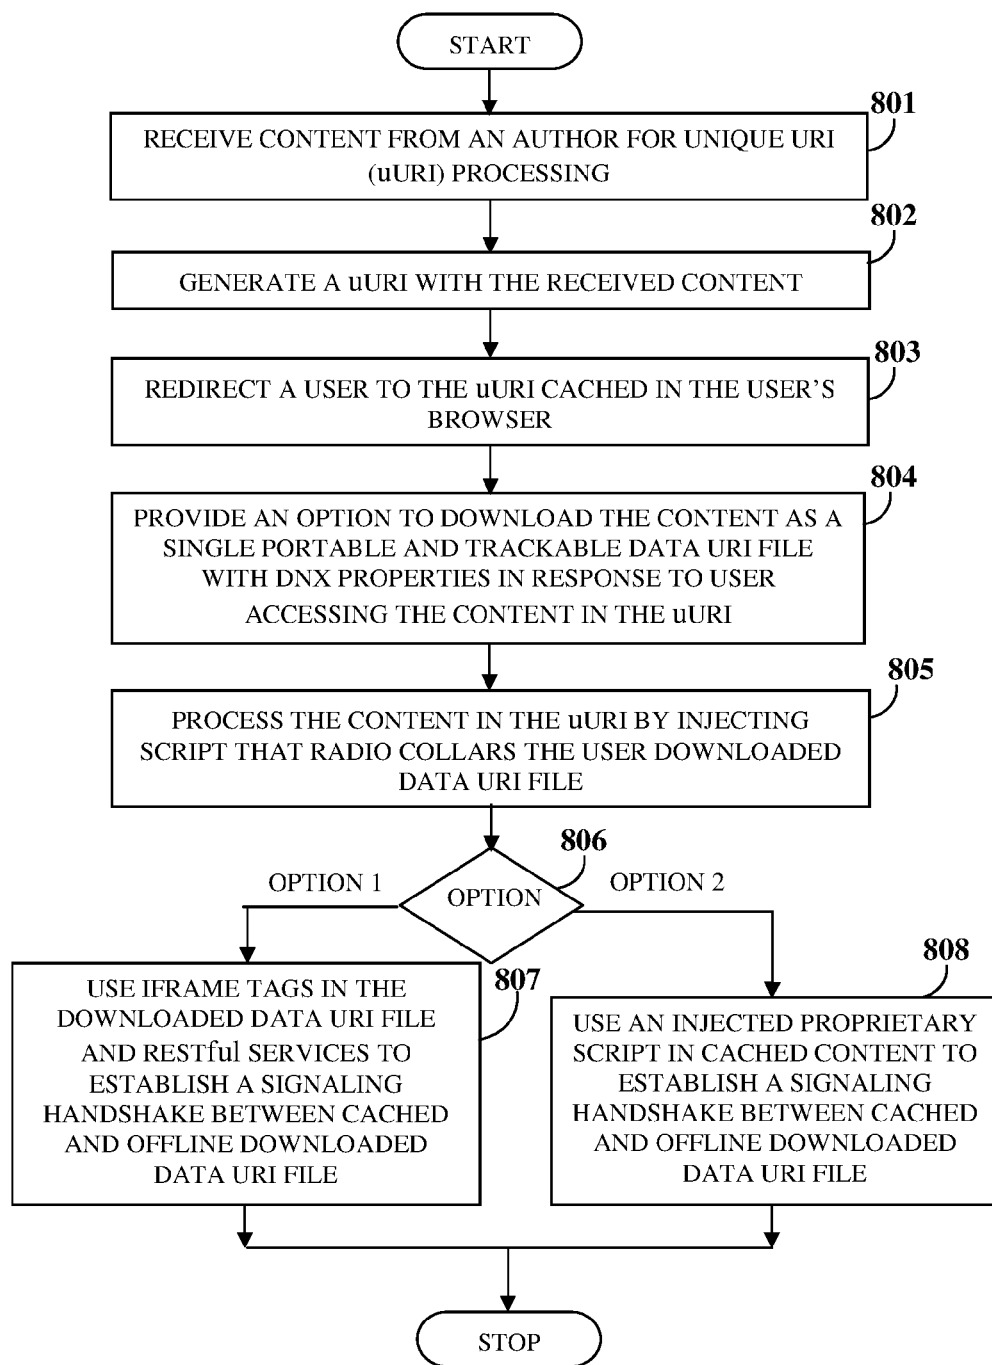 START
801
RECEIVE CONTENT FROM AN AUTHOR FOR UNIQUE URI
(uURI) PROCESSING
802
GENERATE A uURI WITH THE RECEIVED CONTENT
803
REDIRECT A USER TO THE uURI CACHED IN THE USER'S
BROWSER
804
PROVIDE AN OPTION TO DOWNLOAD THE CONTENT AS A
SINGLE PORTABLE AND TRACKABLE DATA URI FILE
WITH DNX PROPERTIES IN RESPONSE TO USER
ACCESSING THE CONTENT IN THE uURI
805
PROCESS THE CONTENT IN THE uURI BY INJECTING
SCRIPT THAT RADIO COLLARS THE USER DOWNLOADED
DATA URI FILE
806
OPTION 1
OPTION
OPTION 2
807
USE IFRAME TAGS IN THE
DOWNLOADED DATA URI FILE
AND RESTful SERVICES TO
ESTABLISH A SIGNALING
HANDSHAKE BETWEEN CACHED
AND OFFLINE DOWNLOADED
DATA URI FILE
808
USE AN INJECTED PROPRIETARY
SCRIPT IN CACHED CONTENT TO
ESTABLISH A SIGNALING
HANDSHAKE BETWEEN CACHED
AND OFFLINE DOWNLOADED
DATA URI FILE
STOP